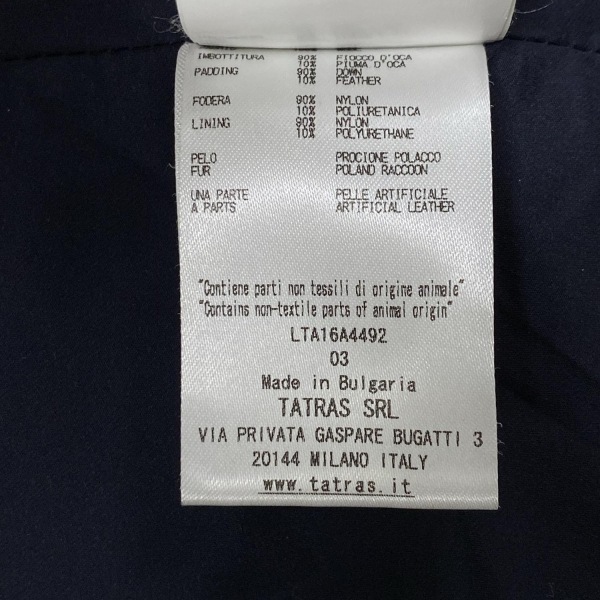 IMBOTTITURA 90% FIOCCO D'OCA
10% PIUMA D'OCA
PADDING 90% DOWN
10% FEATHER
FODERA 90% NYLON
10% POLIURETANICA
LINING 90% NYLON
10% POLYURETHANE
PELO PROCIONE POLACCO
FUR POLAND RACCOON
UNA PARTE PELLE ARTIFICIALE
A PARTS ARTIFICIAL LEATHER
"Contiene parti non tessili di origine animale"
"Contains non-textile parts of animal origin"
LTA16A4492
03
Made in Bulgaria
TATRAS SRL
VIA PRIVATA GASPARE BUGATTI 3
20144 MILANO ITALY
www.tatras.it